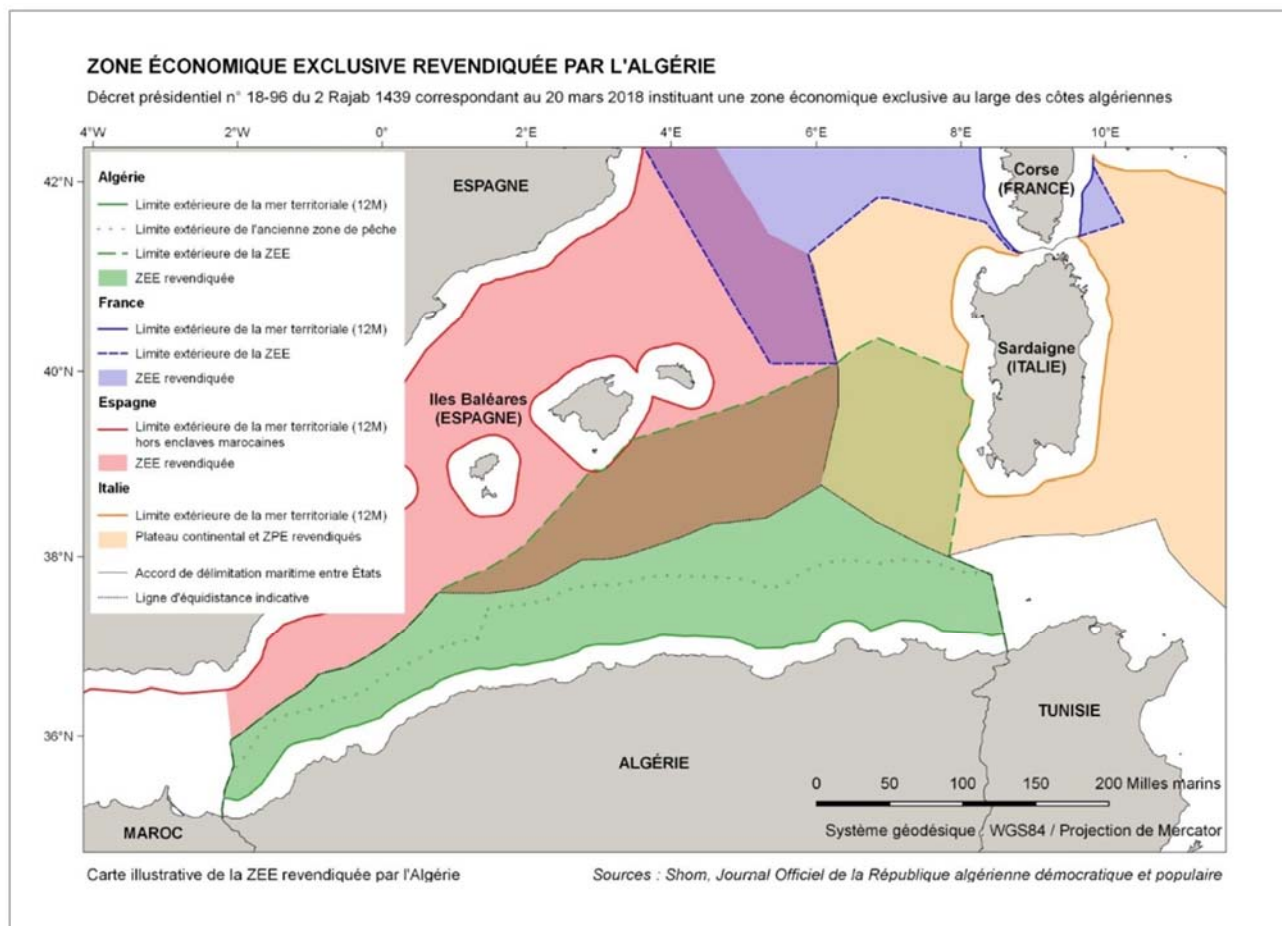 ZONE ÉCONOMIQUE EXCLUSIVE REVENDIQUÉE PAR L'ALGÉRIE
Décret présidentiel n° 18-96 du 2 Rajab 1439 correspondant au 20 mars 2018 instituant une zone économique exclusive au large des côtes algériennes
4°W 2°W 0° 2°E 4°E 6°E 8°E 10°E
42°N
40°N
38°N
36°N
Algérie
Limite extérieure de la mer territoriale (12M)
Limite extérieure de l'ancienne zone de pêche
Limite extérieure de la ZEE
ZEE revendiquée
France
Limite extérieure de la mer territoriale (12M)
Limite extérieure de la ZEE
ZEE revendiquée
Espagne
Limite extérieure de la mer territoriale (12M)
hors enclaves marocaines
ZEE revendiquée
Italie
Limite extérieure de la mer territoriale (12M)
Plateau continental et ZPE revendiqués
Accord de délimitation maritime entre États
Ligne d'équidistance indicative
ESPAGNE
Corse
(FRANCE)
Sardaigne
(ITALIE)
Iles Baléares
(ESPAGNE)
TUNISIE
ALGÉRIE
MAROC
0 50 100 150 200 Milles marins
Système géodésique : WGS84 / Projection de Mercator
Carte illustrative de la ZEE revendiquée par l'Algérie
Sources : Shom, Journal Officiel de la République algérienne démocratique et populaire